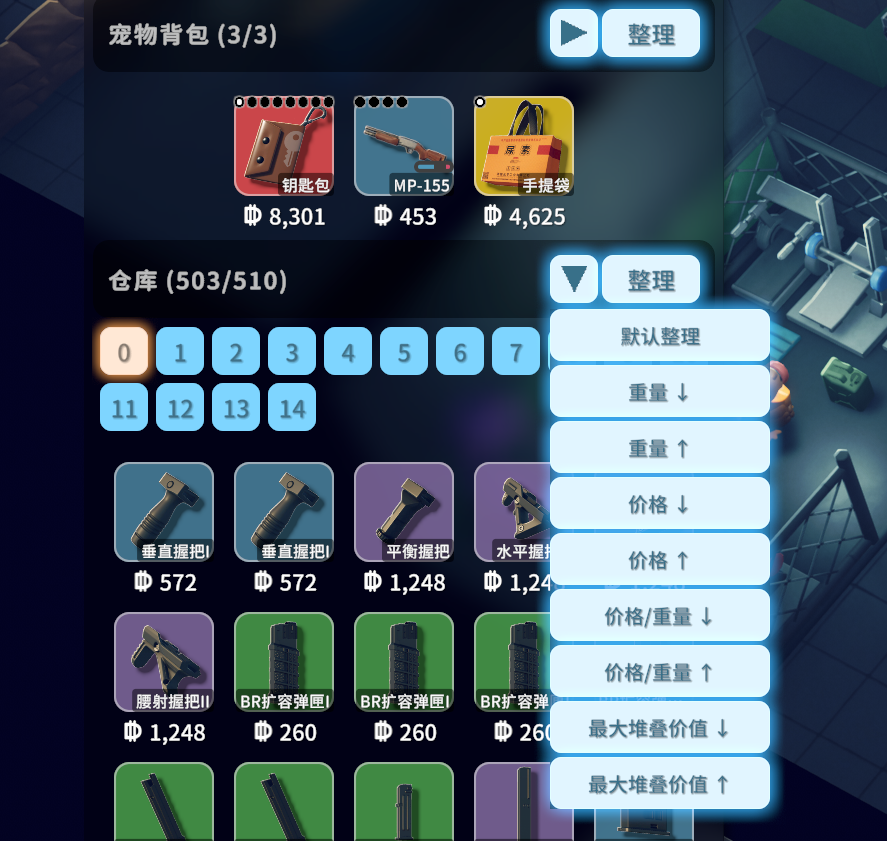 宠物背包 (3/3)
整理
钥匙包
MP-155
尿素
手提袋
8,301
453
4,625
仓库 (503/510)
整理
默认整理
重量 ↓
重量 ↑
价格 ↓
价格 ↑
价格/重量 ↓
价格/重量 ↑
最大堆叠价值 ↓
最大堆叠价值 ↑
0 1 2 3 4 5 6 7
11 12 13 14
垂直握把I
垂直握把I
平衡握把
水平握把
572
572
1,248
1,24
腰射握把II
BR扩容弹匣I
BR扩容弹匣I
BR扩容弹
1,248
260
260
260